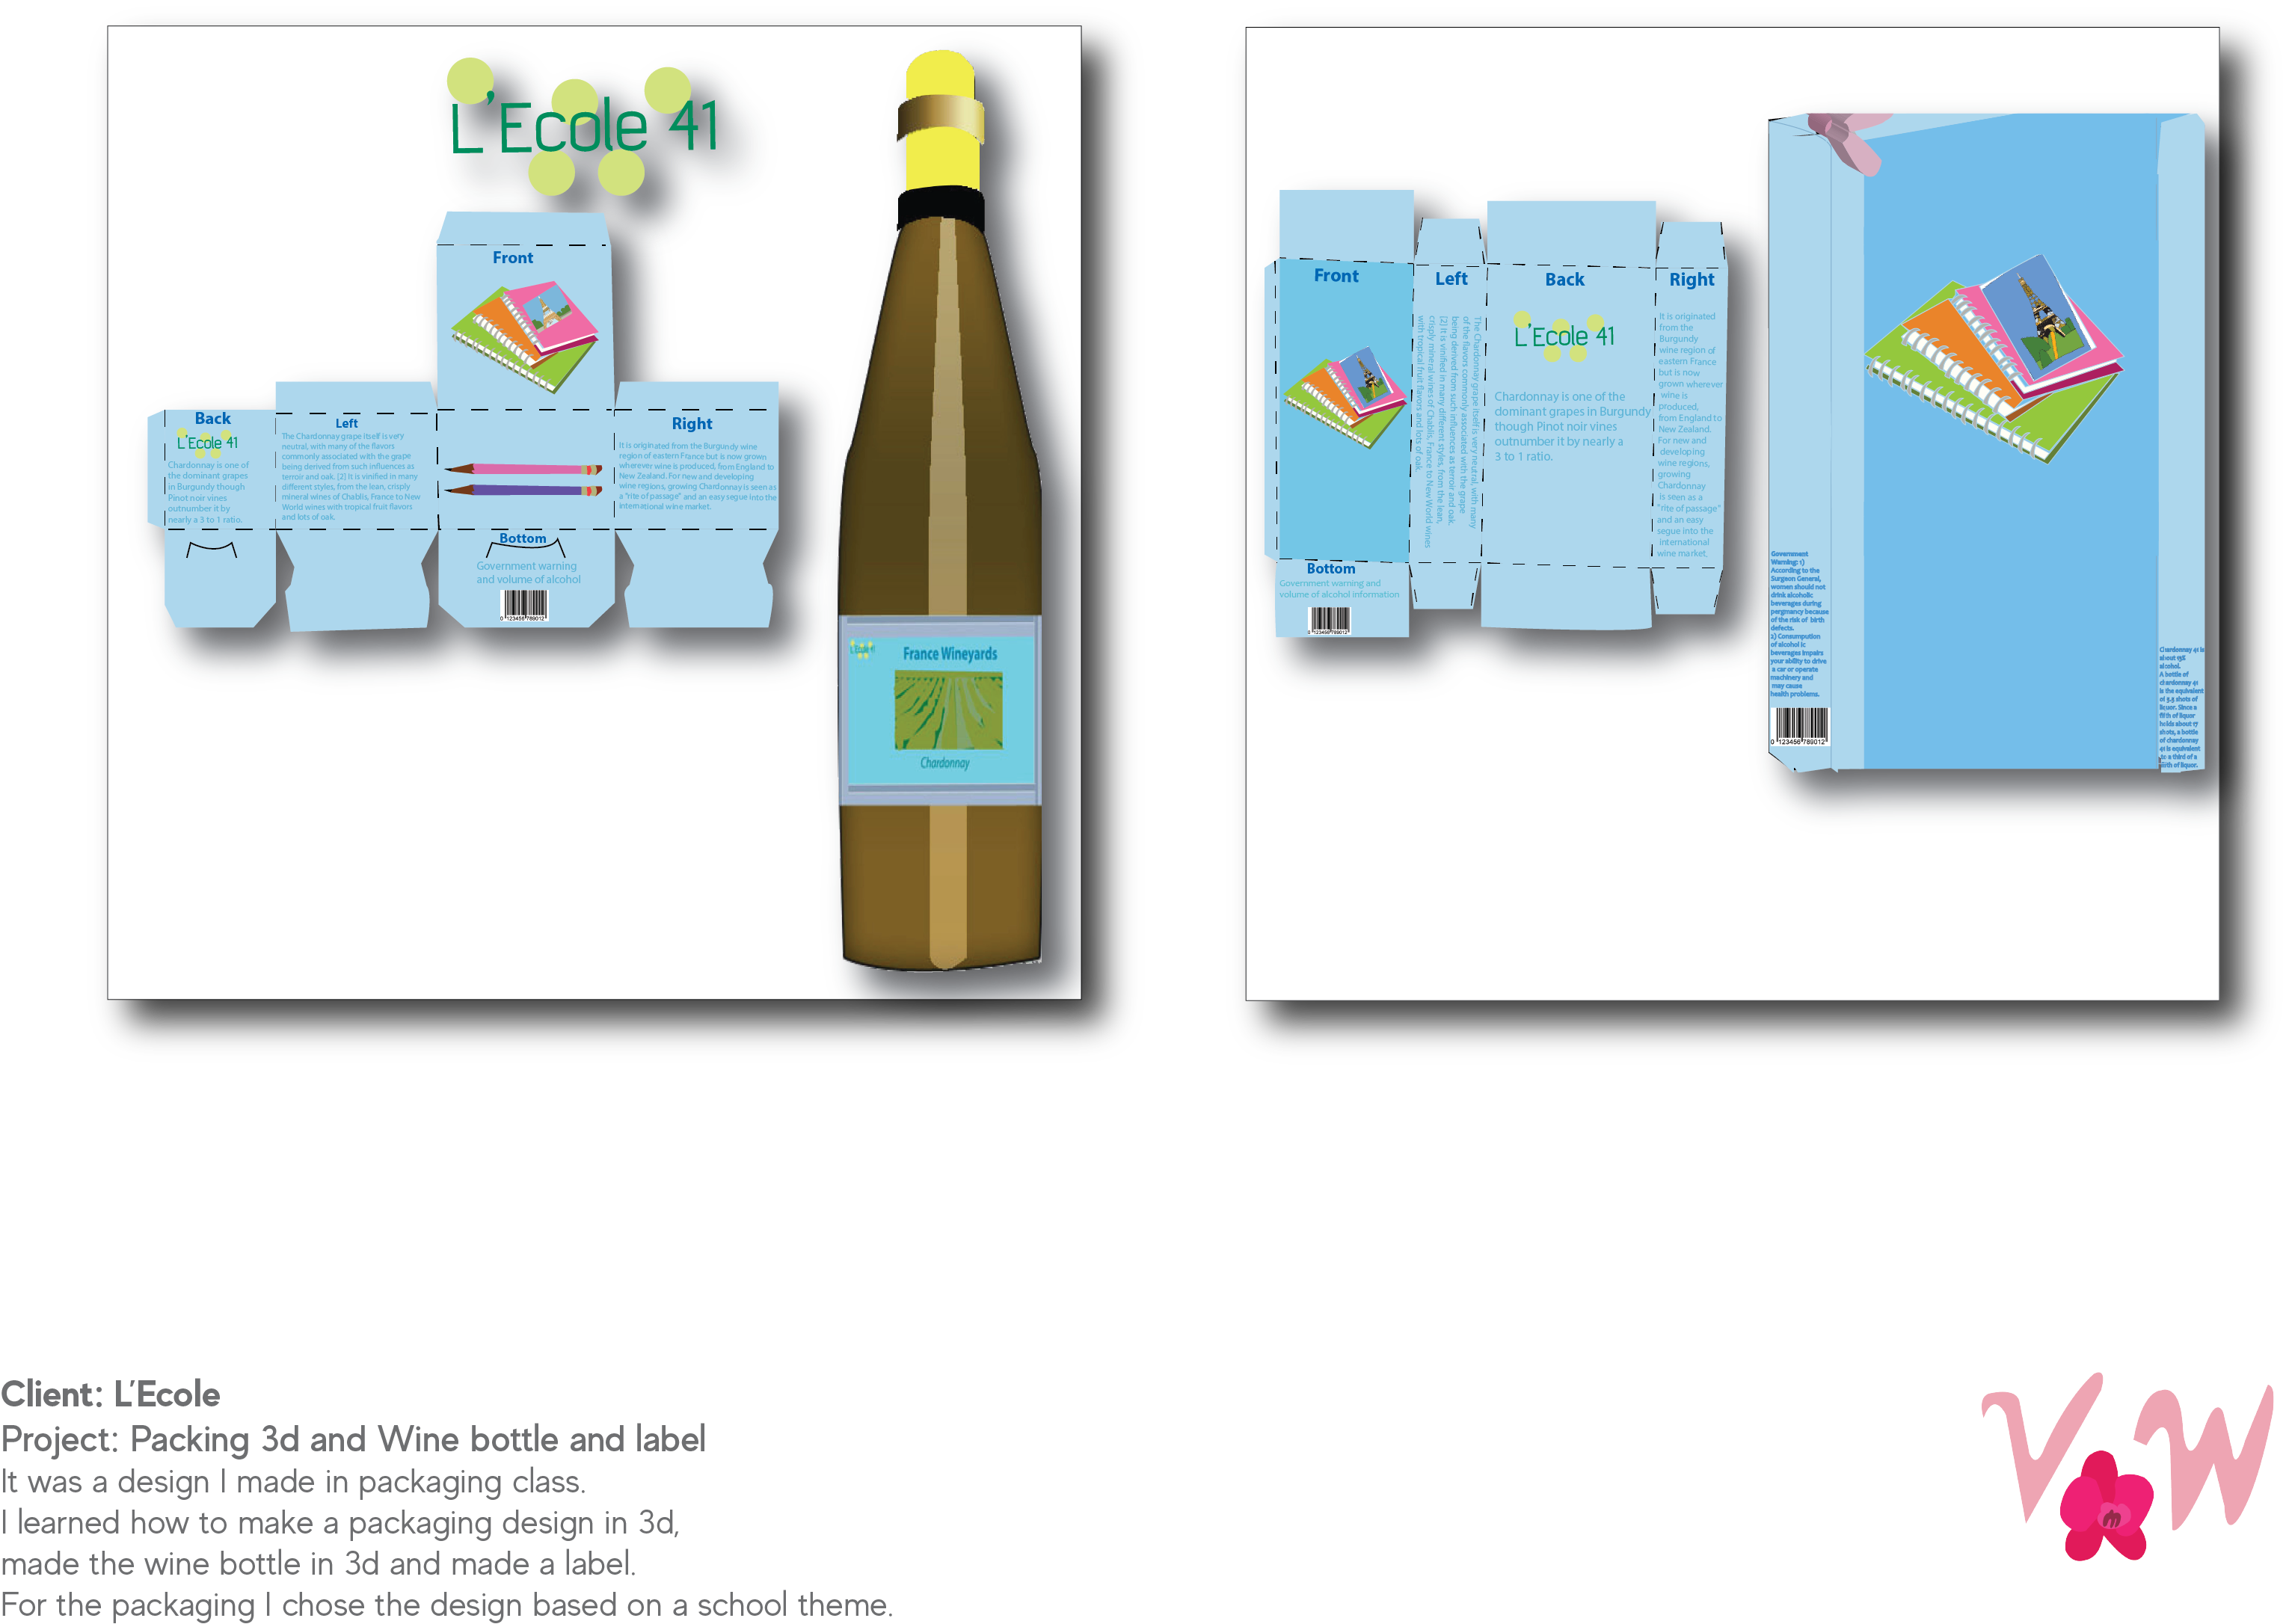 L'Ecole 41
Front
Back
L'Ecole 41
Chardonnay is one of
the dominant grapes
in Burgundy though
Pinot noir vines
outnumber it by
nearly a 3 to 1 ratio.
Left
The Chardonnay grape itself is very
neutral, with many of the flavors
commonly associated with the grape
being derived from such influences as
terroir and oak. [2] It is vinified in many
different styles, from the lean, crisply
mineral wines of Chablis, France to New
World wines with tropical fruit flavors
and lots of oak.
Right
It is originated from the Burgundy wine
region of eastern France but is now grown
wherever wine is produced, from England to
New Zealand. For new and developing
wine regions, growing Chardonnay is seen as
a "rite of passage" and an easy segue into the
international wine market.
Bottom
Government warning
and volume of alcohol
0 123456 789012
L'Ecole 41
France Wineyards
Chardonnay
Front
Bottom
Government warning and
volume of alcohol information
0 123456 789012
Left
The Chardonnay grape itself is very neutral, with many
of the flavors commonly associated with the grape
being derived from such influences as terroir and oak.
[2] It is vinified in many different styles, from the lean,
crisply mineral wines of Chablis, France to New World wines
with tropical fruit flavors and lots of oak.
Back
L'Ecole 41
Chardonnay is one of the
dominant grapes in Burgundy
though Pinot noir vines
outnumber it by nearly a
3 to 1 ratio.
Right
It is originated
from the
Burgundy
wine region of
eastern France
but is now
grown wherever
wine is
produced,
from England to
New Zealand.
For new and
developing
wine regions,
growing
Chardonnay
is seen as a
"rite of passage"
and an easy
segue into the
international
wine market.
Government
Warning: 1)
According to the
Surgeon General,
women should not
drink alcoholic
beverages during
pergmancy because
of the risk of birth
defects.
2) Consumpution
of alcohol ic
beverages impairs
your ability to drive
a car or operate
machinery and
may cause
health problems.
0 123456 789012
Chardonnay 41 is
about 13%
alcohol.
A bottle of
chardonnay 41
is the equivalent
of 5.5 shots of
liquor. Since a
fifth of liquor
holds about 17
shots, a bottle
of chardonnay
41 is equivalent
to a third of a
fifth of liquor.
Client: L'Ecole
Project: Packing 3d and Wine bottle and label
It was a design I made in packaging class.
I learned how to make a packaging design in 3d,
made the wine bottle in 3d and made a label.
For the packaging I chose the design based on a school theme.
V W
m